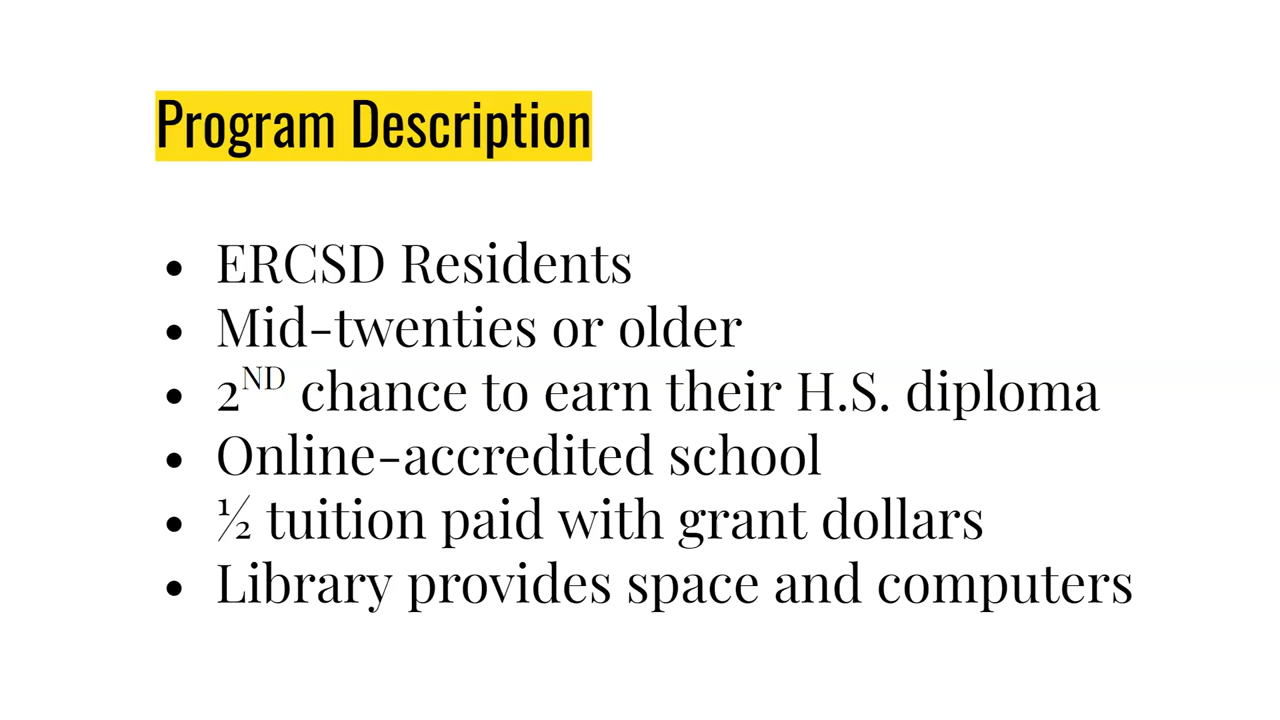 Program Description
• ERCSD Residents
• Mid-twenties or older
• 2ND chance to earn their H.S. diploma
• Online-accredited school
• ½ tuition paid with grant dollars
• Library provides space and computers